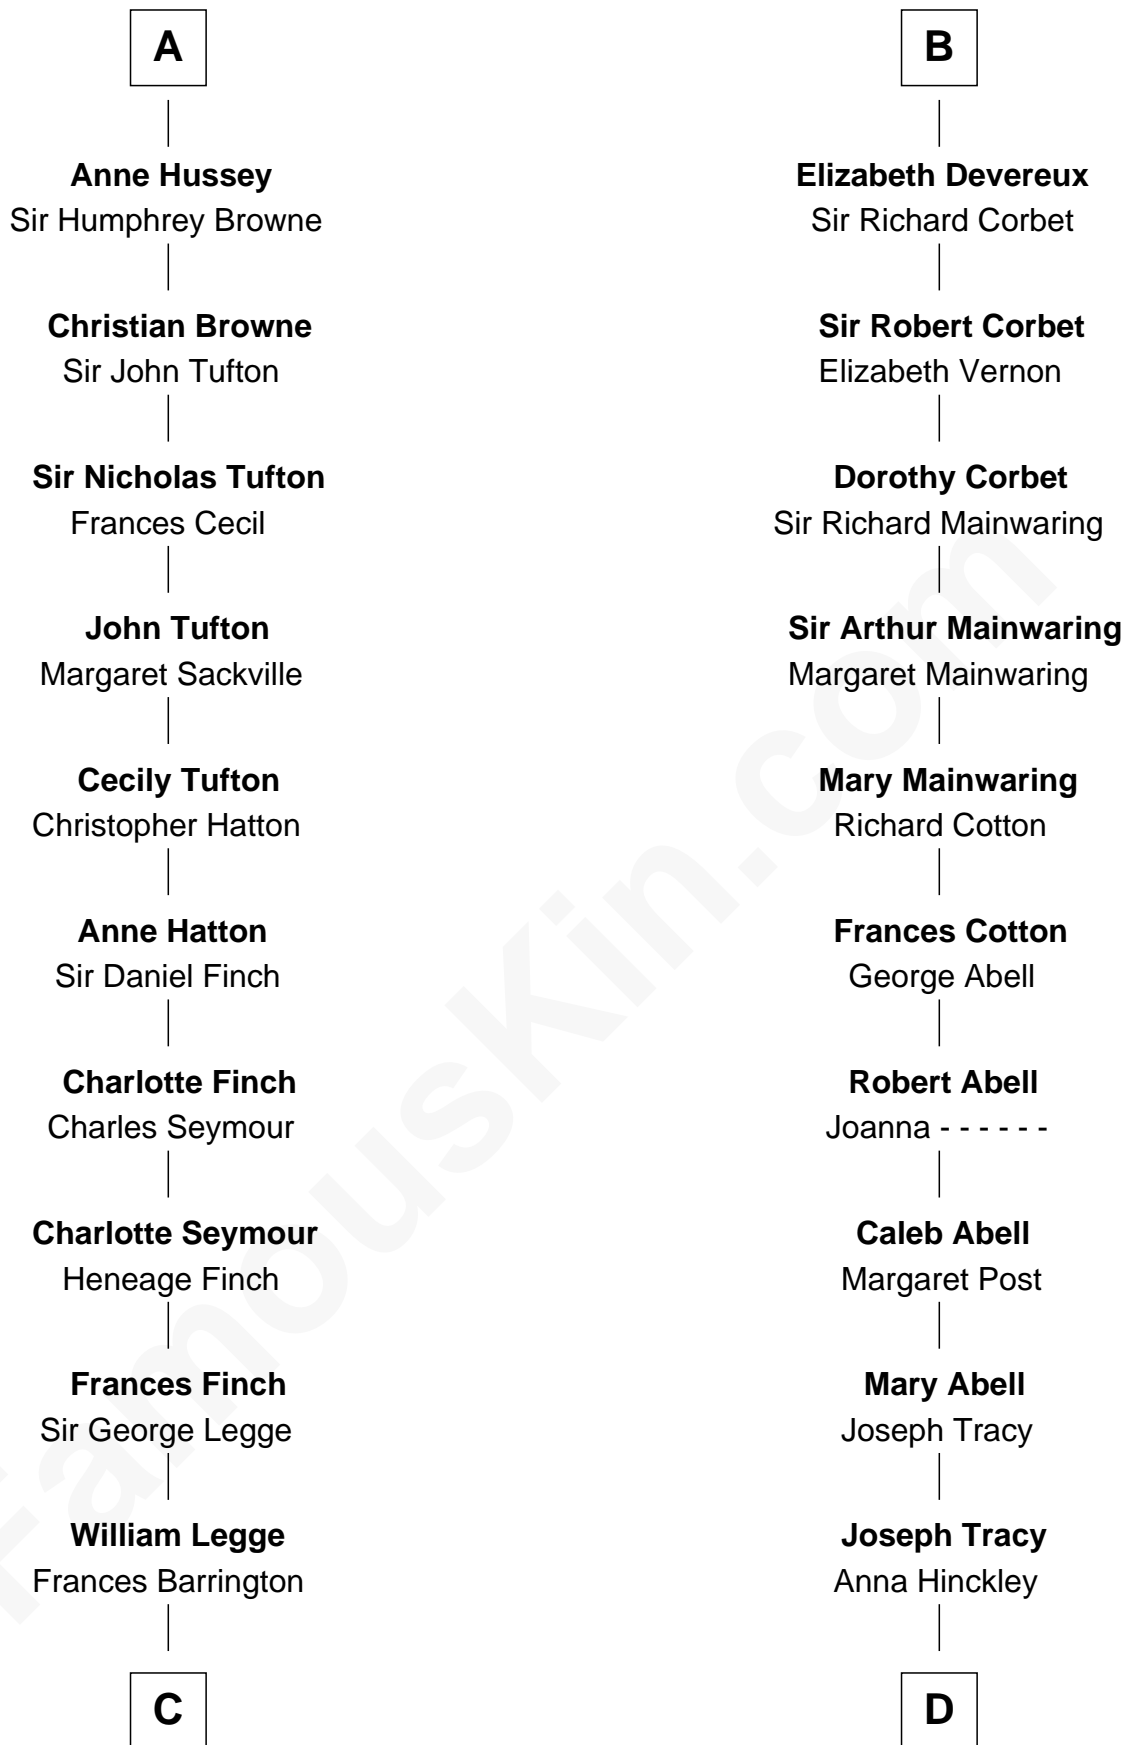 A
Anne Hussey
Sir Humphrey Browne
Christian Browne
Sir John Tufton
Sir Nicholas Tufton
Frances Cecil
John Tufton
Margaret Sackville
Cecily Tufton
Christopher Hatton
Anne Hatton
Sir Daniel Finch
Charlotte Finch
Charles Seymour
Charlotte Seymour
Heneage Finch
Frances Finch
Sir George Legge
William Legge
Frances Barrington
C
B
Elizabeth Devereux
Sir Richard Corbet
Sir Robert Corbet
Elizabeth Vernon
Dorothy Corbet
Sir Richard Mainwaring
Sir Arthur Mainwaring
Margaret Mainwaring
Mary Mainwaring
Richard Cotton
Frances Cotton
George Abell
Robert Abell
Joanna - - - - - -
Caleb Abell
Margaret Post
Mary Abell
Joseph Tracy
Joseph Tracy
Anna Hinckley
D
FamousKin.com